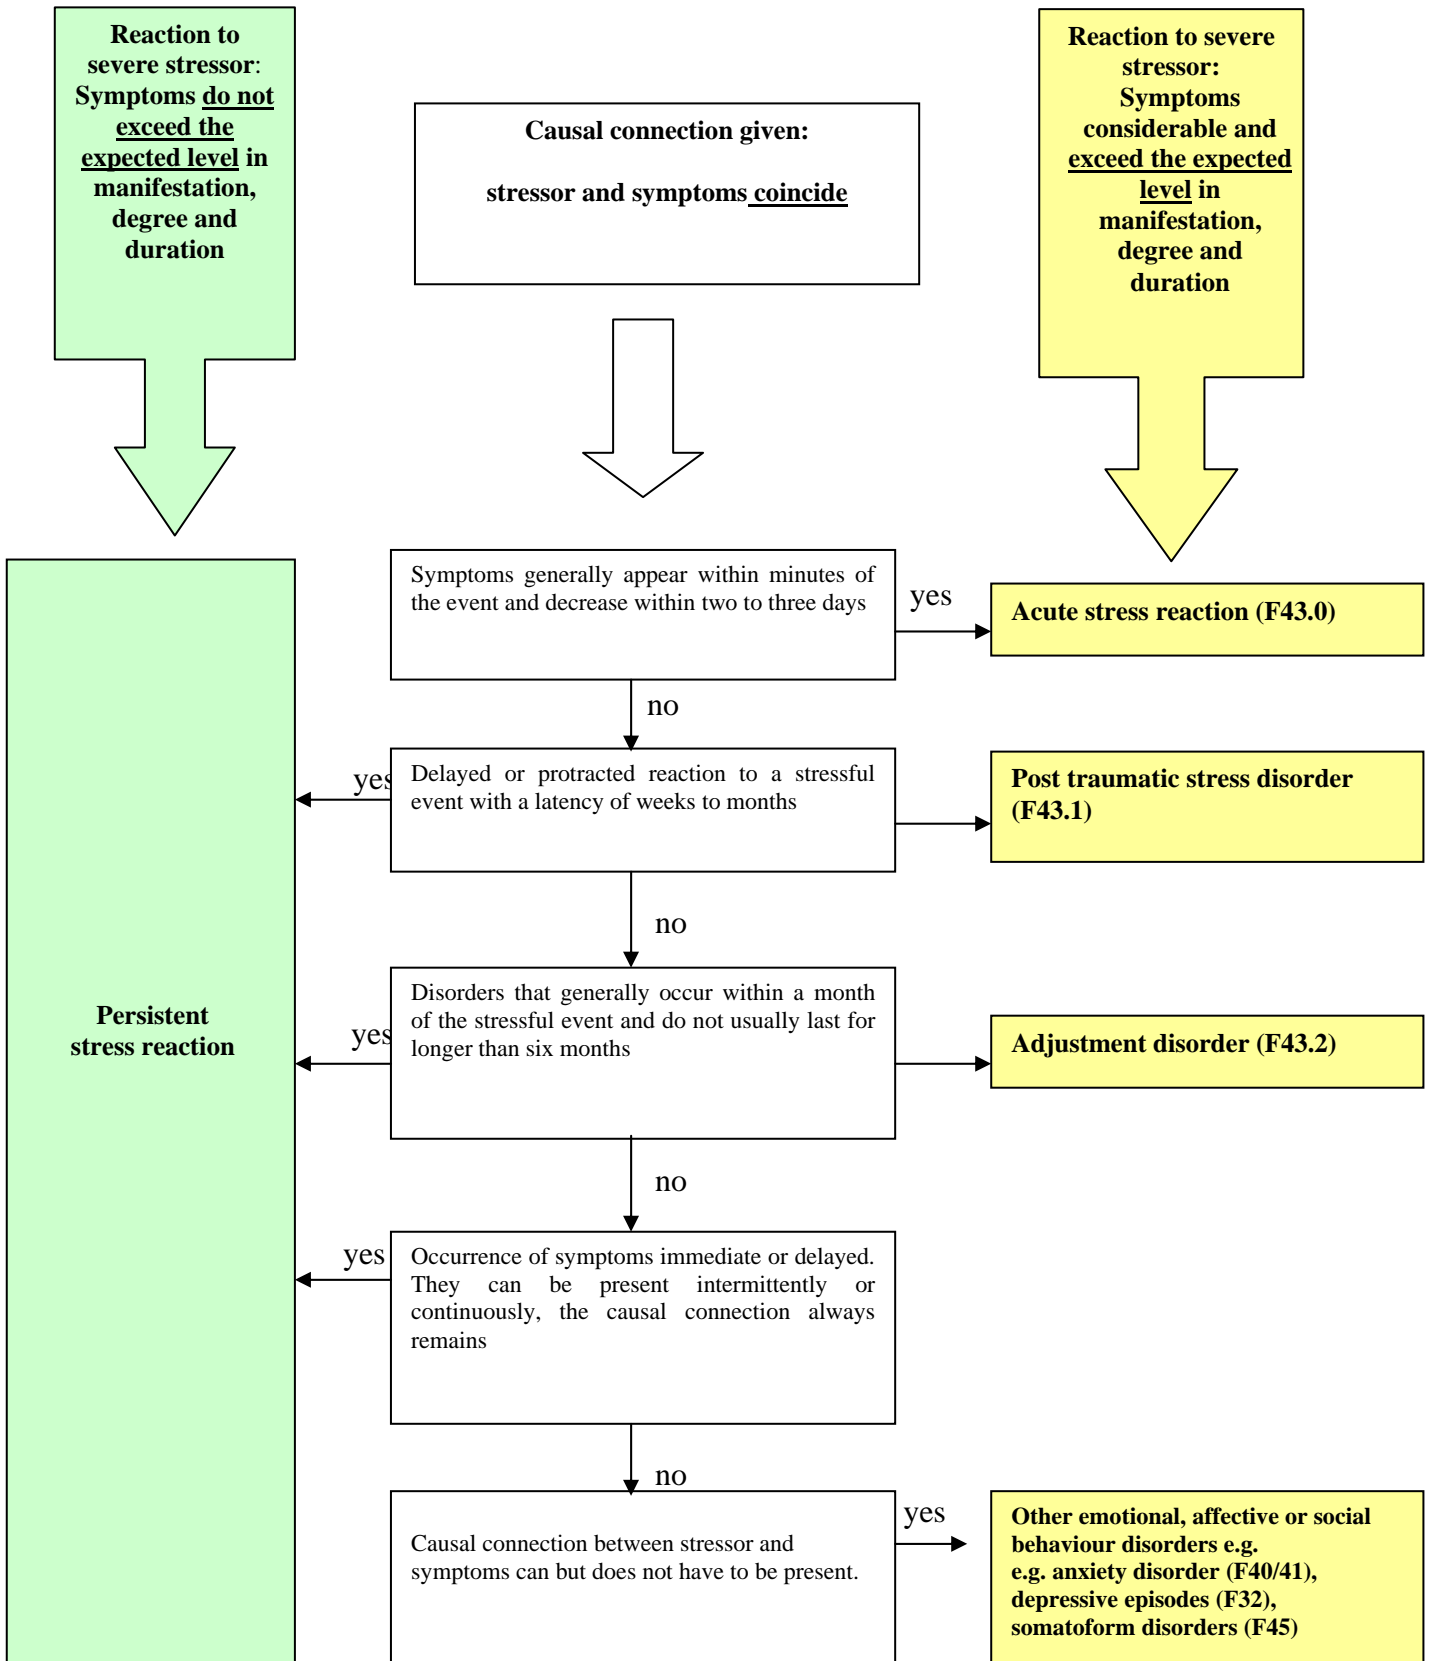 Reaction to
severe stressor:
Symptoms do not
exceed the
expected level in
manifestation,
degree and
duration
Causal connection given:
stressor and symptoms coincide
Reaction to severe
stressor:
Symptoms
considerable and
exceed the expected
level in
manifestation,
degree and
duration
Symptoms generally appear within minutes of
the event and decrease within two to three days
yes
Acute stress reaction (F43.0)
no
yes
Delayed or protracted reaction to a stressful
event with a latency of weeks to months
Post traumatic stress disorder
(F43.1)
no
Persistent
stress reaction
yes
Disorders that generally occur within a month
of the stressful event and do not usually last for
longer than six months
Adjustment disorder (F43.2)
no
yes
Occurrence of symptoms immediate or delayed.
They can be present intermittently or
continuously, the causal connection always
remains
no
Causal connection between stressor and
symptoms can but does not have to be present.
yes
Other emotional, affective or social
behaviour disorders e.g.
e.g. anxiety disorder (F40/41),
depressive episodes (F32),
somatoform disorders (F45)